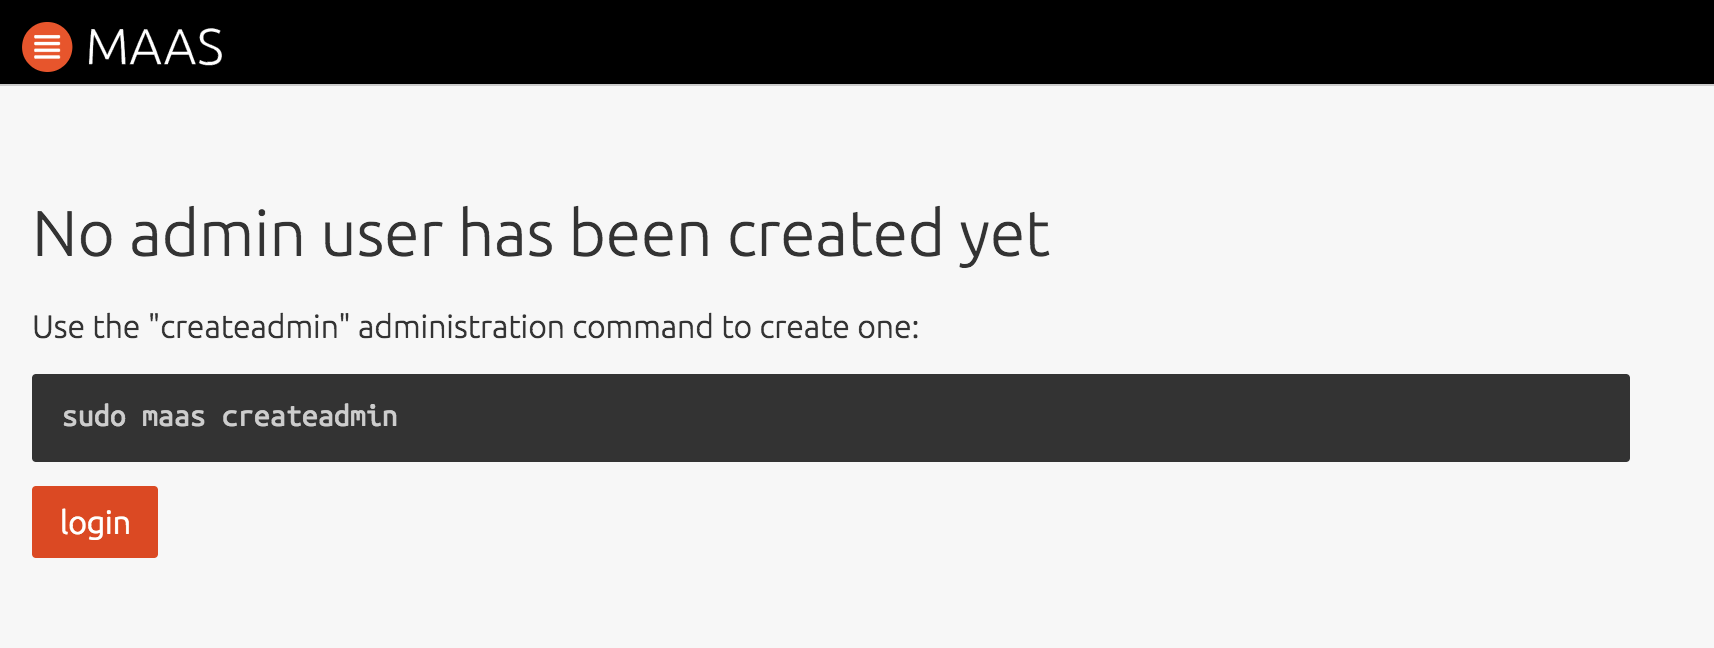 MAAS
No admin user has been created yet
Use the "createadmin" administration command to create one:
sudo maas createadmin
login